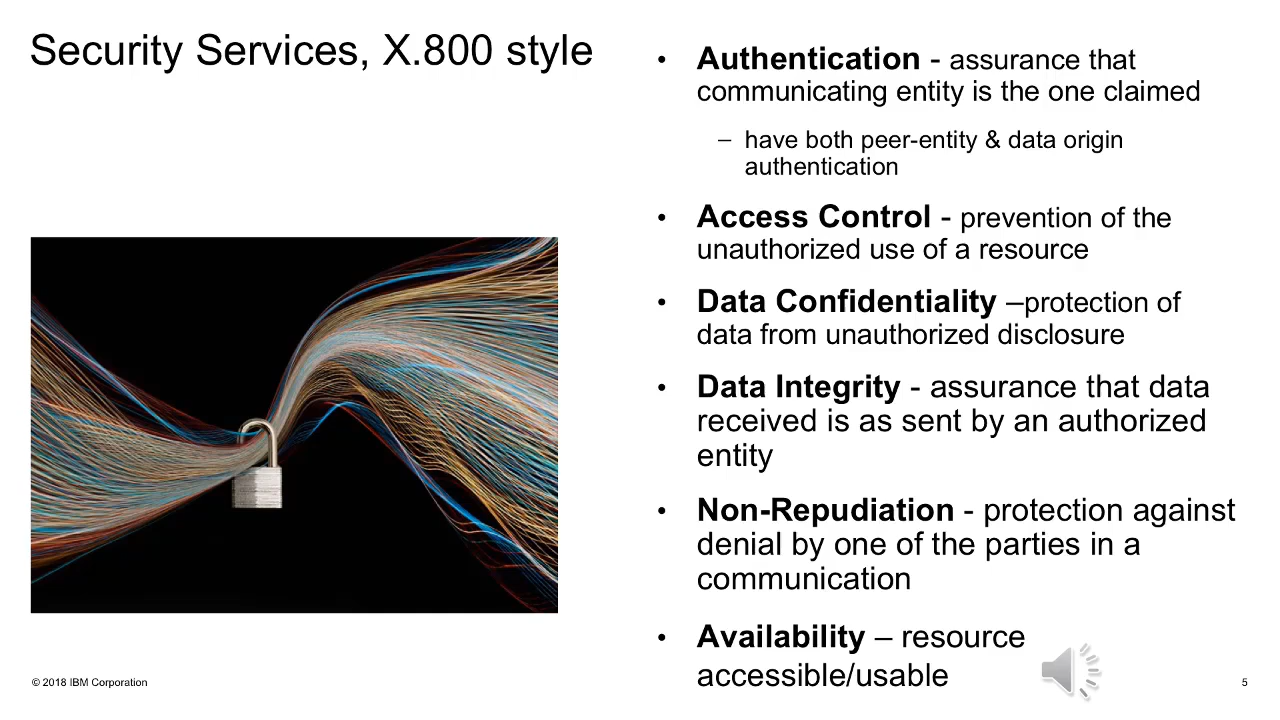 Security Services, X.800 style
• Authentication - assurance that
communicating entity is the one claimed
– have both peer-entity & data origin
authentication
• Access Control - prevention of the
unauthorized use of a resource
• Data Confidentiality –protection of
data from unauthorized disclosure
• Data Integrity - assurance that data
received is as sent by an authorized
entity
• Non-Repudiation - protection against
denial by one of the parties in a
communication
• Availability – resource
accessible/usable
© 2018 IBM Corporation
5